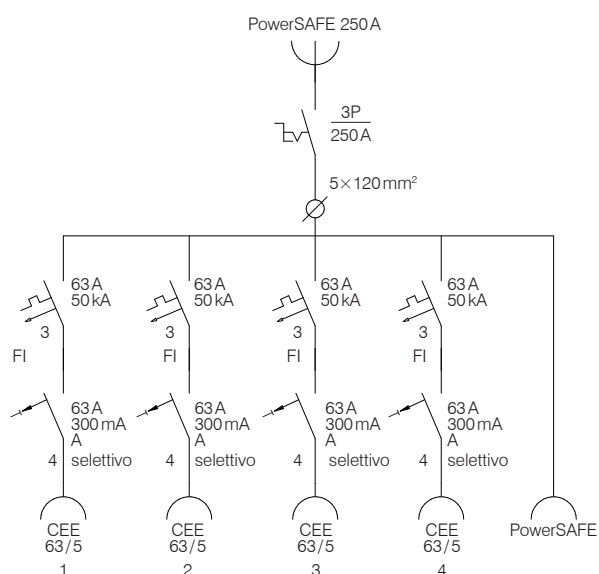 PowerSAFE 250 A
3P
250 A
5×120 mm²
63 A 63 A 63 A 63 A
50 kA 50 kA 50 kA 50 kA
3 3 3 3
FI FI FI FI
63 A 63 A 63 A 63 A
300 mA 300 mA 300 mA 300 mA
A A A A
4 selettivo 4 selettivo 4 selettivo 4 selettivo
CEE CEE CEE CEE PowerSAFE
63/5 63/5 63/5 63/5
1 2 3 4